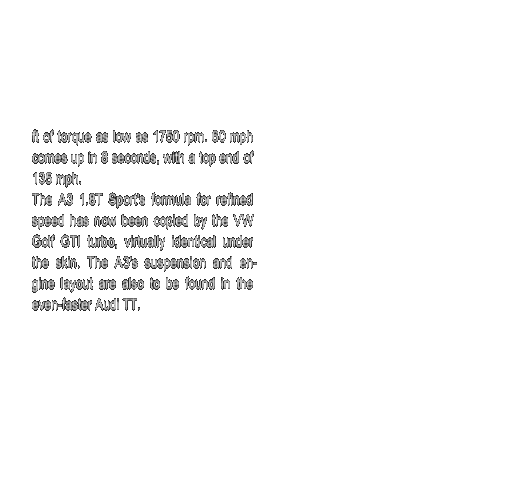 ft of torque as low as 1750 rpm. 60 mph
comes up in 8 seconds, with a top end of
135 mph.
The A3 1.8T Sport's formula for refined
speed has now been copied by the VW
Golf GTI turbo, virtually identical under
the skin. The A3's suspension and en-
gine layout are also to be found in the
even-faster Audi TT.